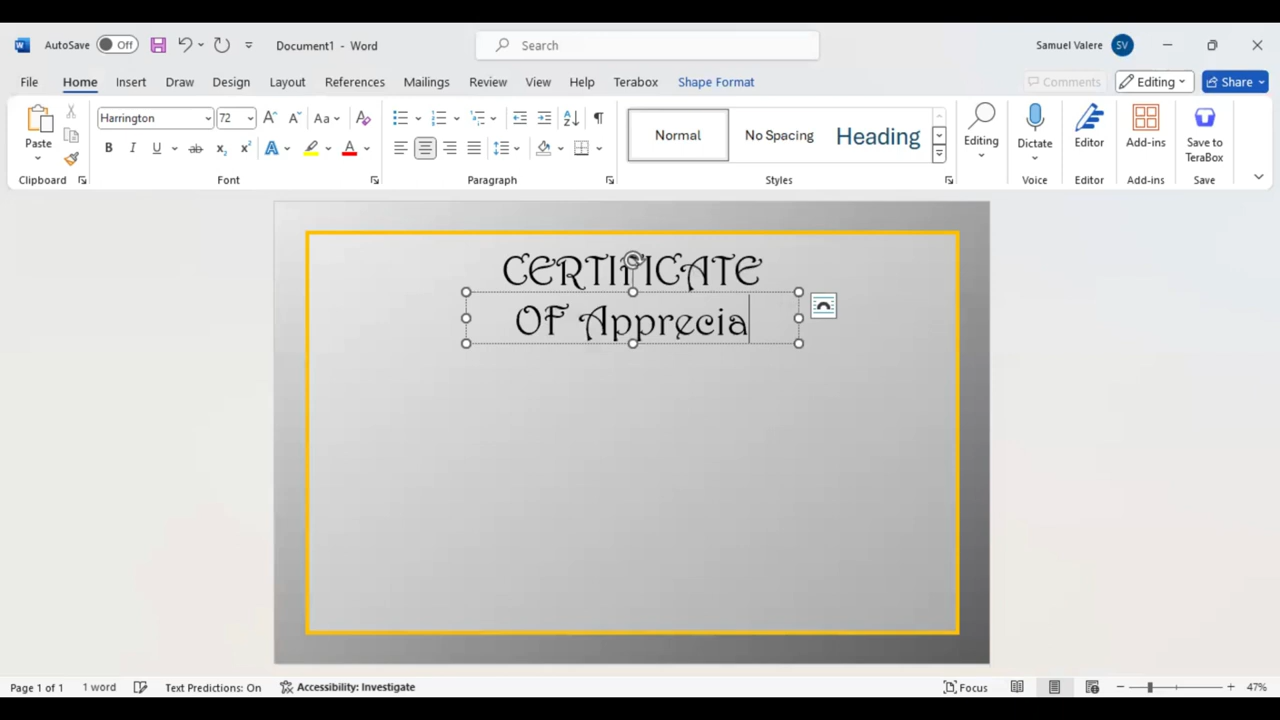 AutoSave Off Document1 - Word Search Samuel Valere SV
File Home Insert Draw Design Layout References Mailings Review View Help Terabox Shape Format Comments Editing Share
Paste Harrington 72 Aa Normal No Spacing Heading Editing Dictate Editor Add-ins Save to TeraBox
Clipboard Font Paragraph Styles Voice Editor Add-ins Save
CERTIFICATE
OF Apprecia
Page 1 of 1 1 word Text Predictions: On Accessibility: Investigate Focus 47%